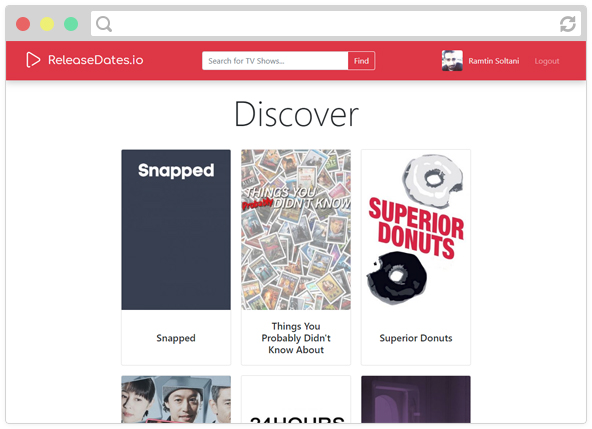 ReleaseDates.io
Search for TV Shows...
Find
Ramtin Soltani
Logout
Discover
Snapped
THINGS YOU
Probably DIDN'T KNOW
SUPERIOR
DONUTS
Snapped
Things You
Probably Didn't
Know About
Superior Donuts
24HOURS